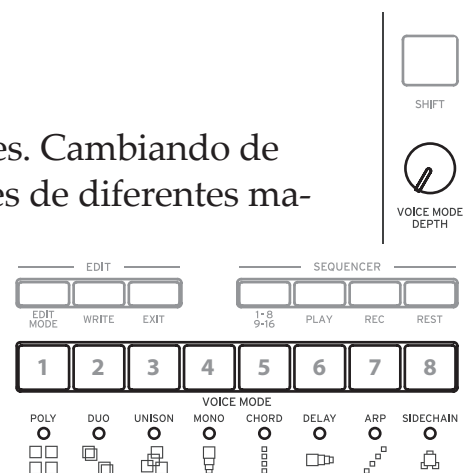 SHIFT
es. Cambiando de
es de diferentes ma-
VOICE MODE
DEPTH
EDIT SEQUENCER
EDIT
MODE WRITE EXIT 1-8
9-16 PLAY REC REST
1 2 3 4 5 6 7 8
VOICE MODE
POLY DUO UNISON MONO CHORD DELAY ARP SIDECHAIN